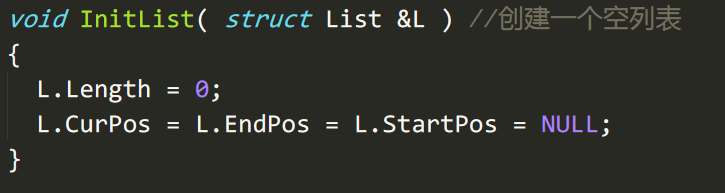 void InitList( struct List &L ) //创建一个空列表
{
L.Length = 0;
L.CurPos = L.EndPos = L.StartPos = NULL;
}